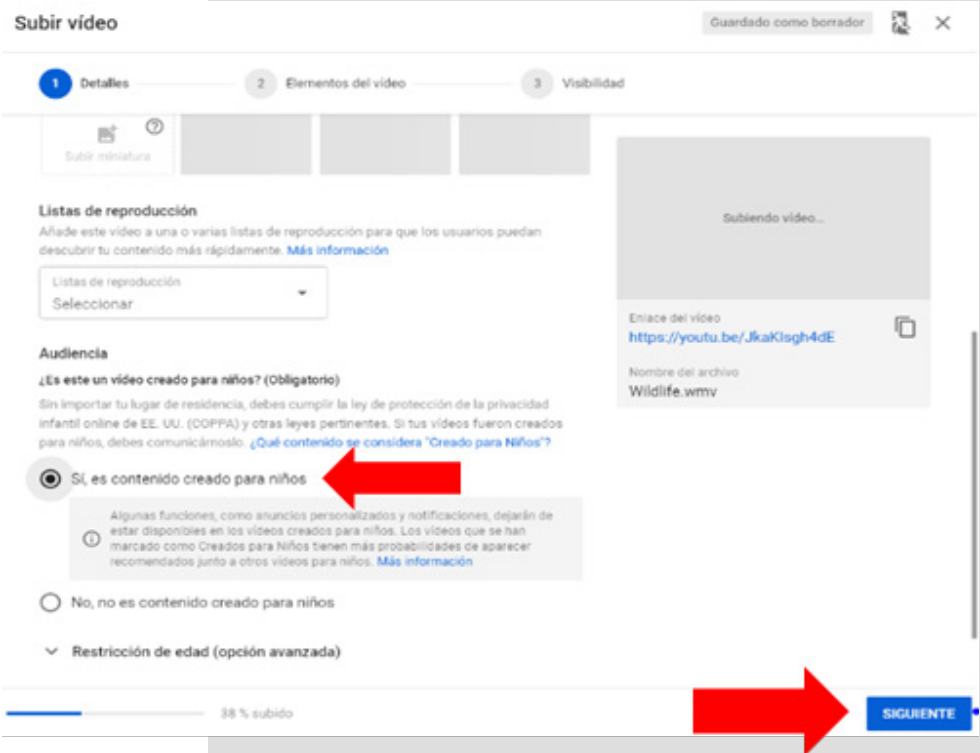 Subir vídeo
Guardado como borrador
1 Detalles
2 Elementos del vídeo
3 Visibilidad
Subir miniatura
Listas de reproducción
Añade este vídeo a una o varias listas de reproducción para que los usuarios puedan
descubrir tu contenido más rápidamente. Más información
Listas de reproducción
Seleccionar
Audiencia
¿Es este un vídeo creado para niños? (Obligatorio)
Sin importar tu lugar de residencia, debes cumplir la ley de protección de la privacidad
infantil online de EE. UU. (COPPA) y otras leyes pertinentes. Si tus vídeos fueron creados
para niños, debes comunicárnoslo. ¿Qué contenido se considera "Creado para Niños"?
Sí, es contenido creado para niños
Algunas funciones, como anuncios personalizados y notificaciones, dejarán de
estar disponibles en los vídeos creados para niños. Los vídeos que se han
marcado como Creados para Niños tienen más probabilidades de aparecer
recomendados junto a otros vídeos para niños. Más información
No, no es contenido creado para niños
Restricción de edad (opción avanzada)
Subiendo vídeo...
Enlace del vídeo
https://youtu.be/JkaKIsgh4dE
Nombre del archivo
Wildlife.wmv
38 % subido
SIGUIENTE